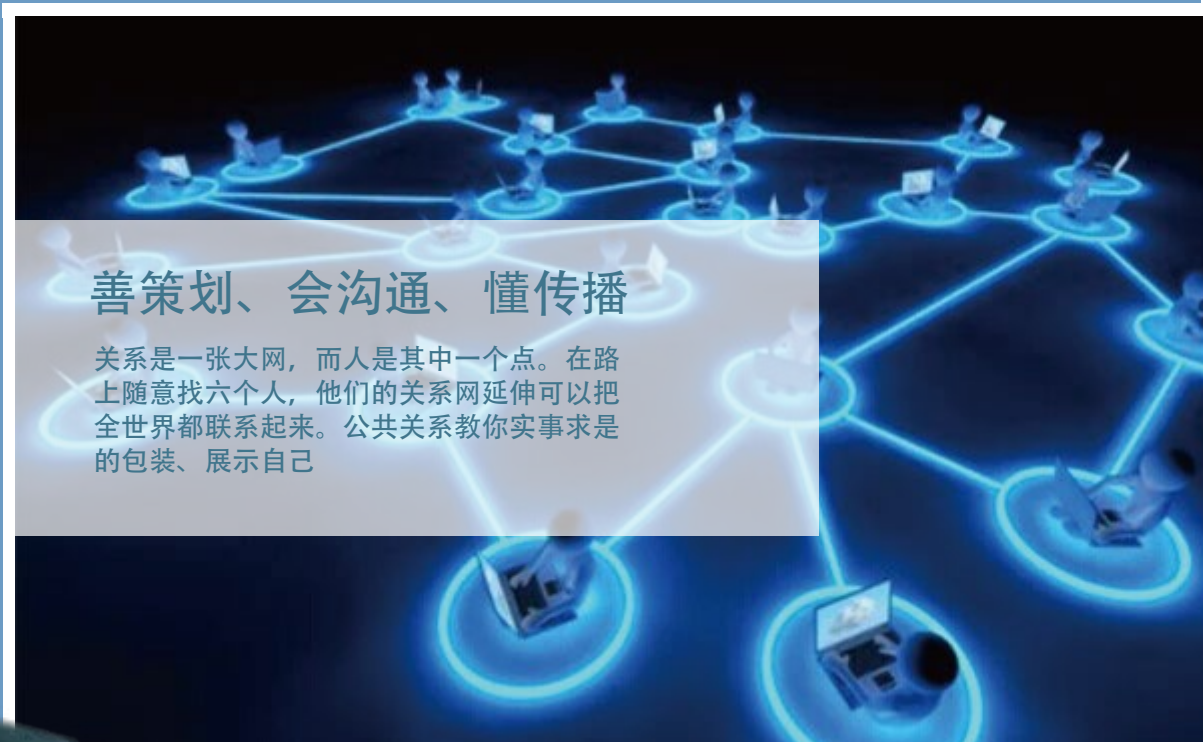 善策划、会沟通、懂传播
关系是一张大网，而人是其中一个点。在路
上随意找六个人，他们的关系网延伸可以把
全世界都联系起来。公共关系教你实事求是
的包装、展示自己